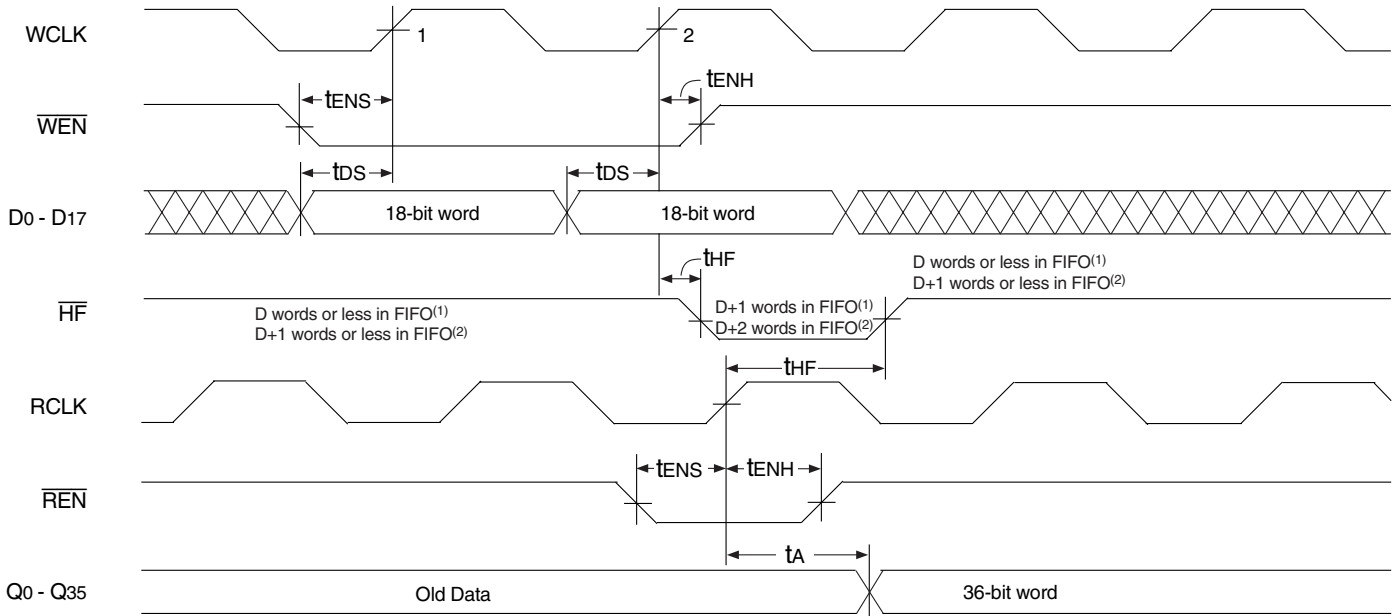 WCLK
1
2
tENS
tENH
WEN
tDS
tDS
D0 - D17
18-bit word
18-bit word
tHF
D words or less in FIFO(1)
D+1 words or less in FIFO(2)
HF
D words or less in FIFO(1)
D+1 words or less in FIFO(2)
D+1 words in FIFO(1)
D+2 words in FIFO(2)
tHF
RCLK
tENS
tENH
REN
tA
Q0 - Q35
Old Data
36-bit word